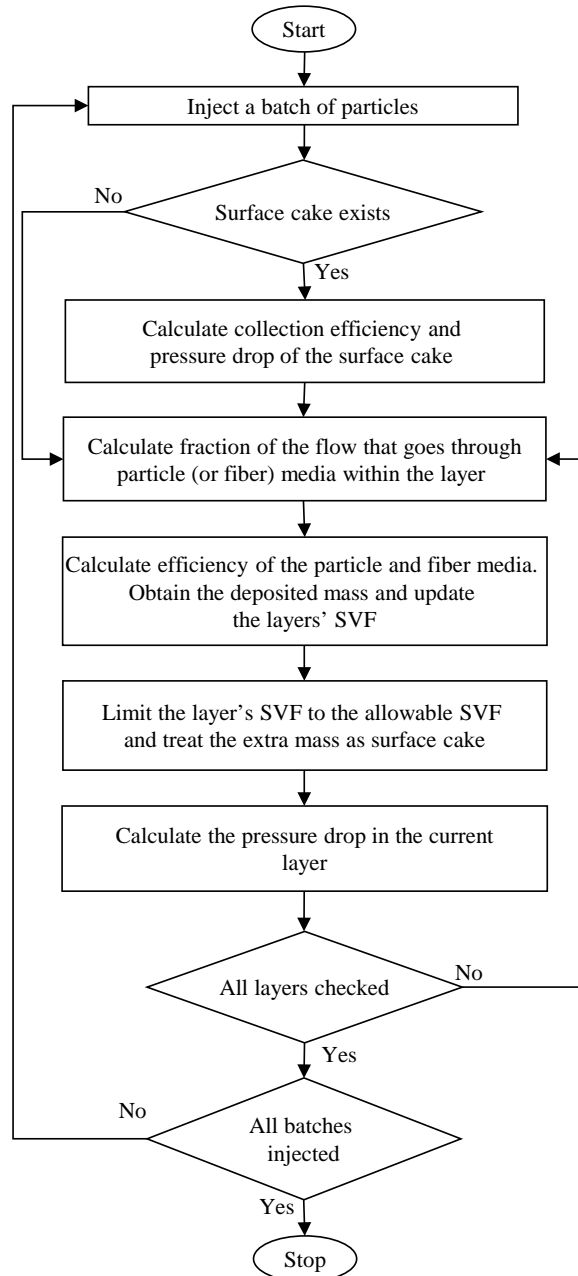 Start
Inject a batch of particles
No
Surface cake exists
Yes
Calculate collection efficiency and
pressure drop of the surface cake
Calculate fraction of the flow that goes through
particle (or fiber) media within the layer
Calculate efficiency of the particle and fiber media.
Obtain the deposited mass and update
the layers’ SVF
Limit the layer’s SVF to the allowable SVF
and treat the extra mass as surface cake
Calculate the pressure drop in the current
layer
All layers checked
No
Yes
No
All batches
injected
Yes
Stop